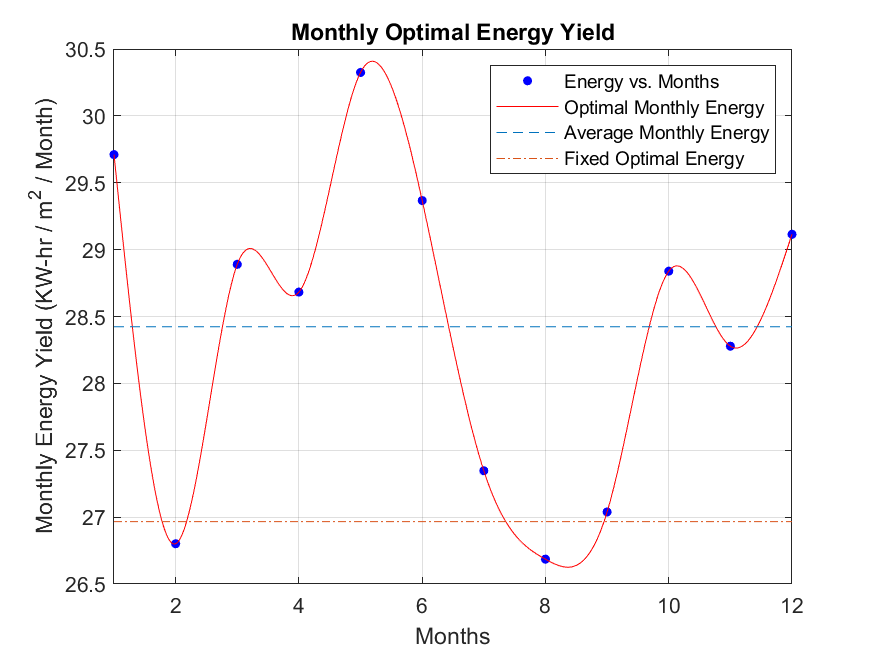 Monthly Optimal Energy Yield
Monthly Energy Yield (KW-hr / m² / Month)
30.5
30
29.5
29
28.5
28
27.5
27
26.5
2 4 6 8 10 12
Months
Energy vs. Months
Optimal Monthly Energy
Average Monthly Energy
Fixed Optimal Energy